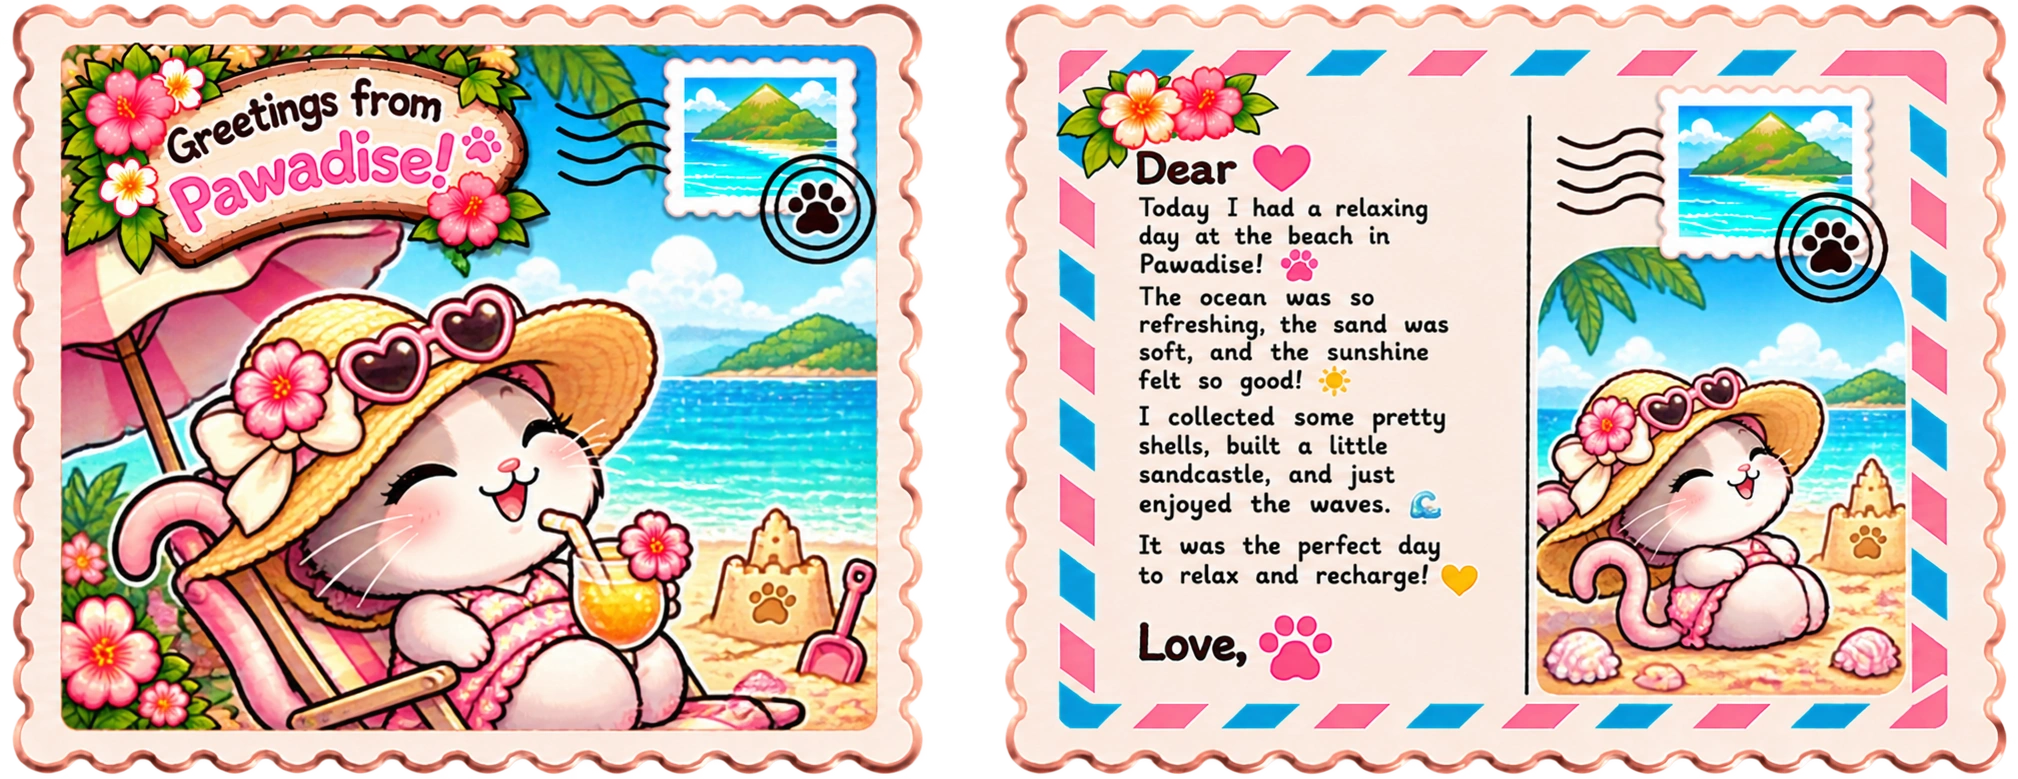 Greetings from
Pawadise!
Dear
Today I had a relaxing
day at the beach in
Pawadise!
The ocean was so
refreshing, the sand was
soft, and the sunshine
felt so good!
I collected some pretty
shells, built a little
sandcastle, and just
enjoyed the waves.
It was the perfect day
to relax and recharge!
Love,